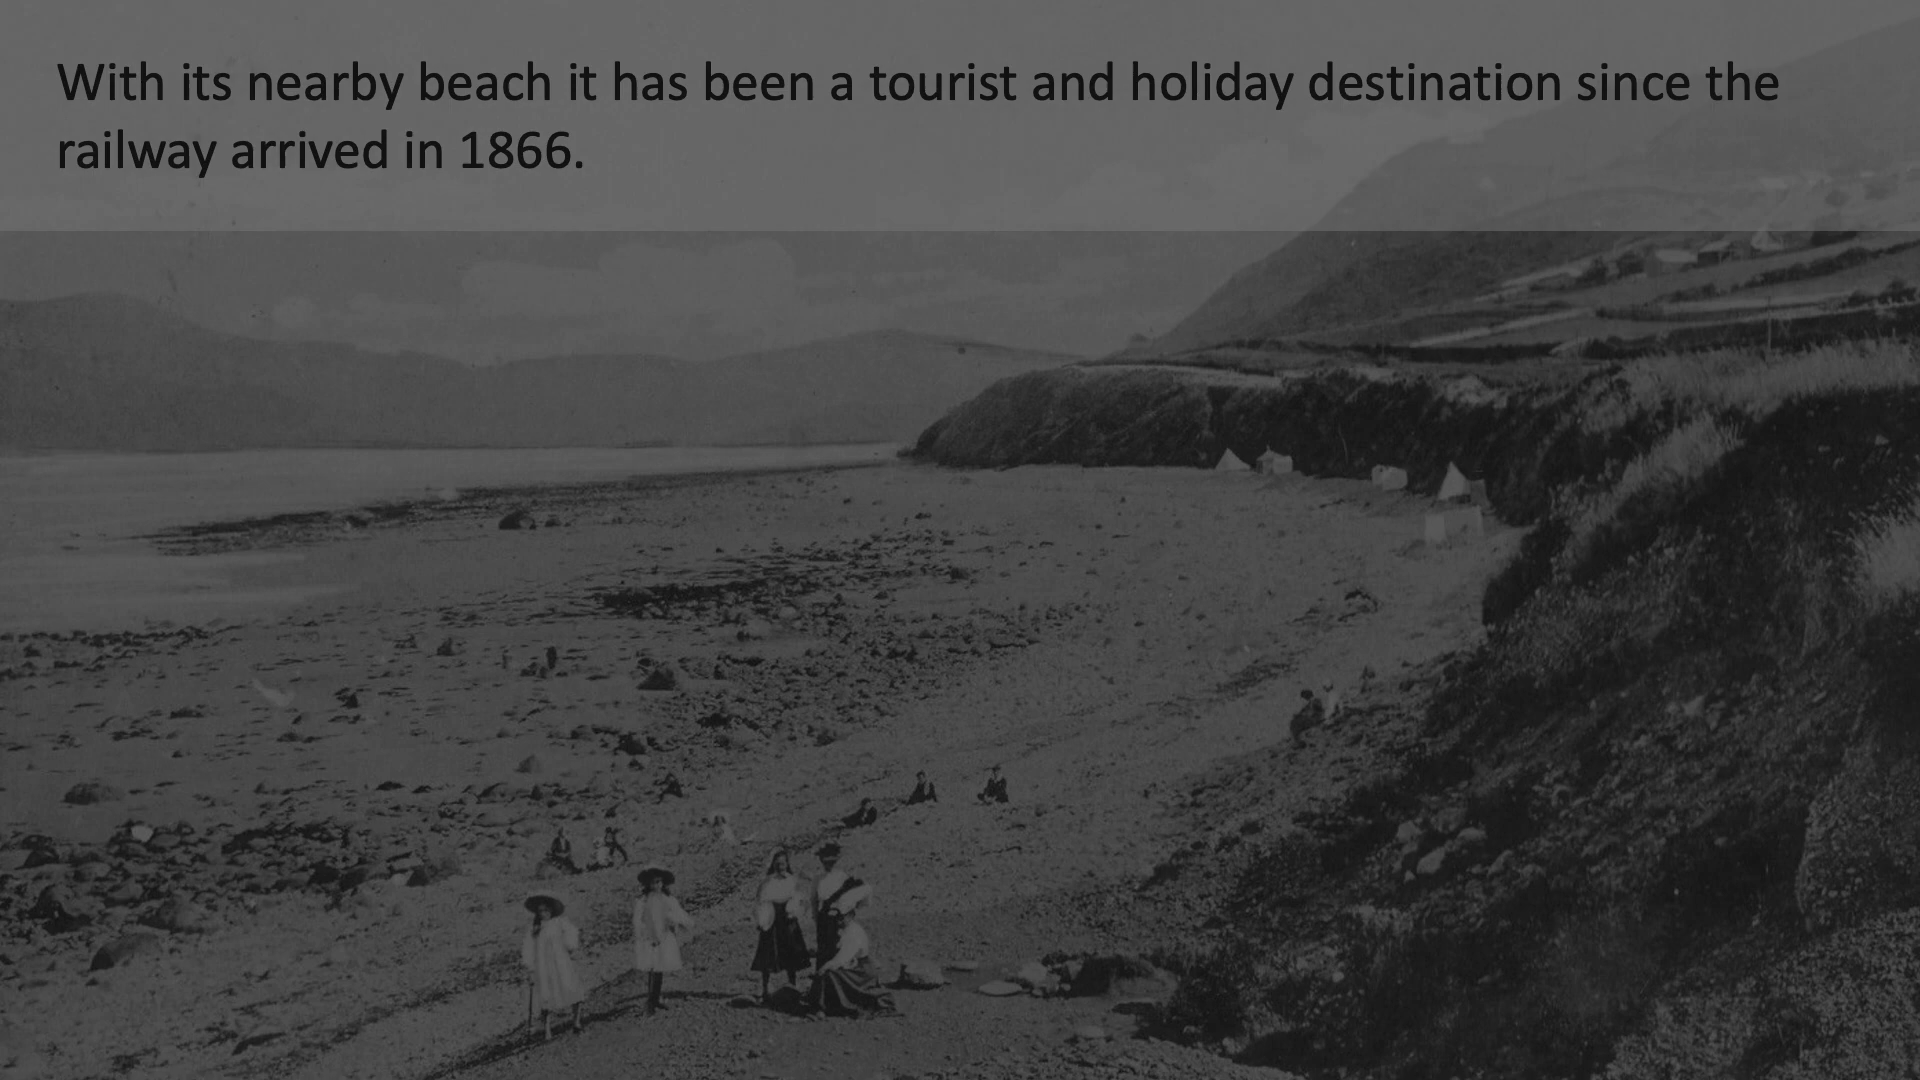 With its nearby beach it has been a tourist and holiday destination since the
railway arrived in 1866.